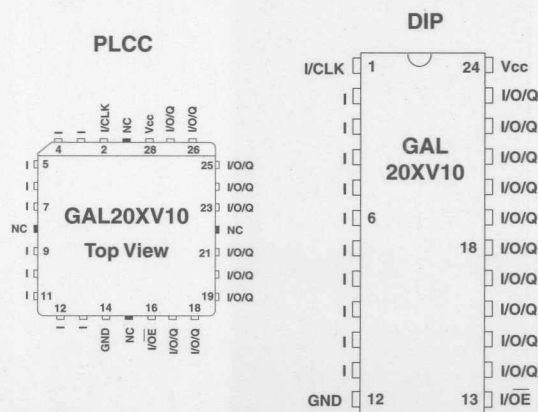 PLCC
I
I
I/CLK
NC
Vcc
I/O/Q
I/O/Q
4
2
28
26
I 5
25 I/O/Q
I
I/O/Q
I 7
23 I/O/Q
GAL20XV10
NC
NC
Top View
I 9
21 I/O/Q
I
I/O/Q
I 11
19 I/O/Q
12
14
16
18
I
I
GND
NC
I/OE
I/O/Q
I/O/Q
DIP
I/CLK 1
24 Vcc
I
I/O/Q
I
I/O/Q
GAL
20XV10
I
I/O/Q
I
I/O/Q
I 6
I/O/Q
I
18 I/O/Q
I
I/O/Q
I
I/O/Q
I
I/O/Q
I
I/O/Q
GND 12
13 I/OE